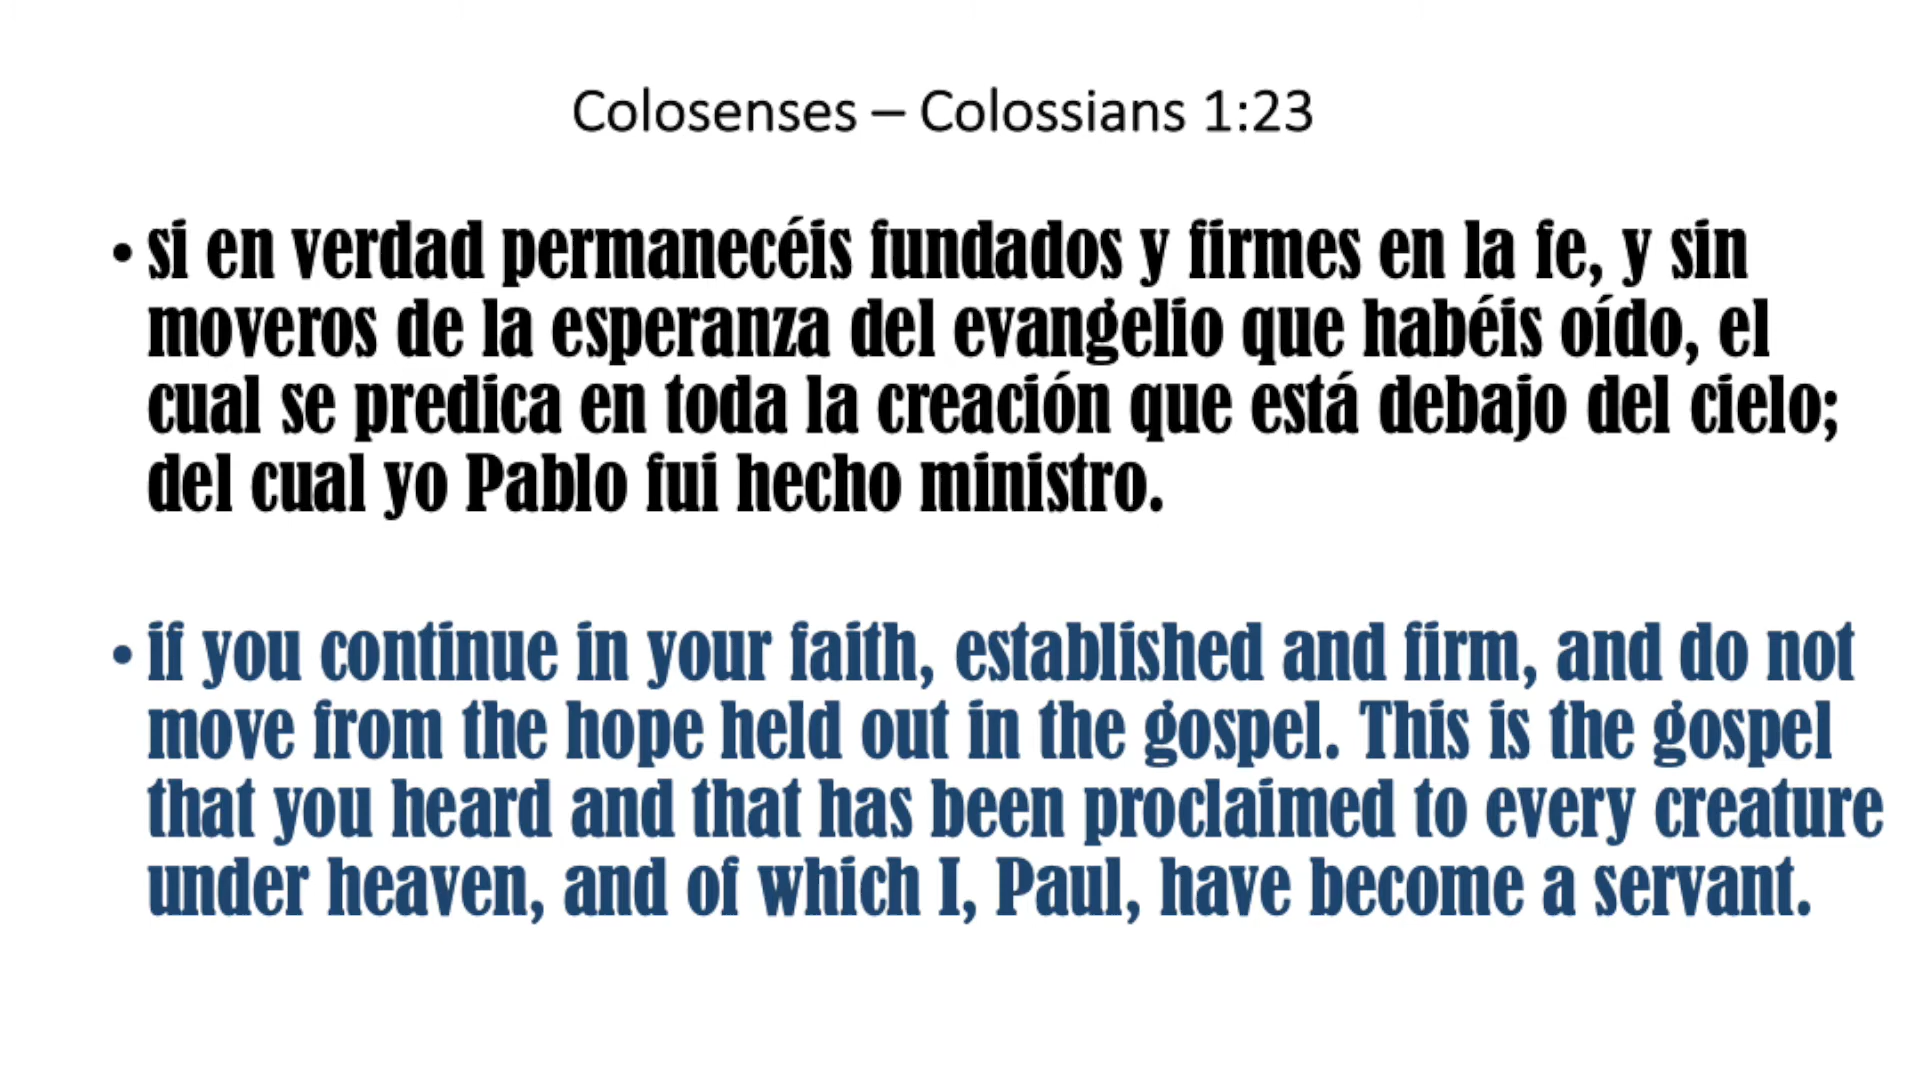 Colosenses – Colossians 1:23
• si en verdad permanecéis fundados y firmes en la fe, y sin
moveros de la esperanza del evangelio que habéis oído, el
cual se predica en toda la creación que está debajo del cielo;
del cual yo Pablo fui hecho ministro.
• if you continue in your faith, established and firm, and do not
move from the hope held out in the gospel. This is the gospel
that you heard and that has been proclaimed to every creature
under heaven, and of which I, Paul, have become a servant.